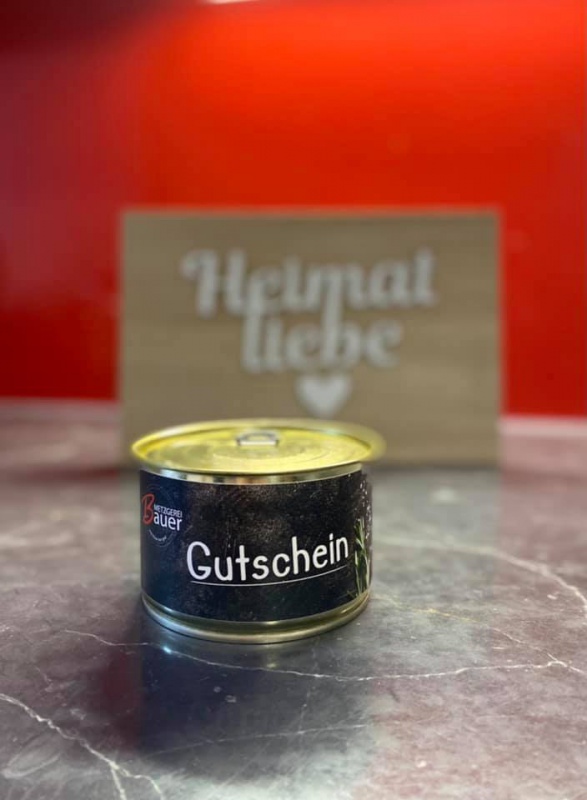 Heimat
liebe
METZGEREI
Bauer
Gutschein